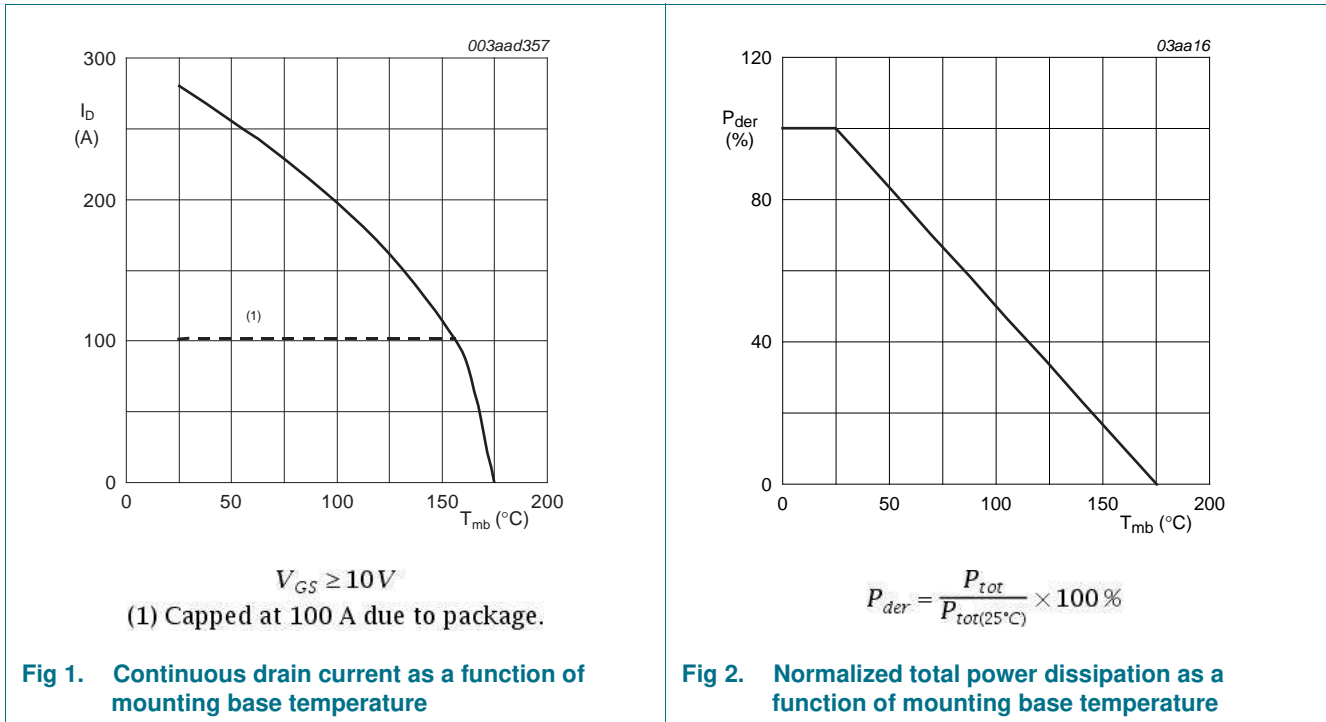 003aad357
300
I_D
(A)
200
(1)
100
0
0 50 100 150 200
T_mb (°C)
V_GS ≥ 10 V
(1) Capped at 100 A due to package.
Fig 1. Continuous drain current as a function of
mounting base temperature
03aa16
120
P_der
(%)
80
40
0
0 50 100 150 200
T_mb (°C)
P_der = P_tot / P_tot(25°C) × 100 %
Fig 2. Normalized total power dissipation as a
function of mounting base temperature